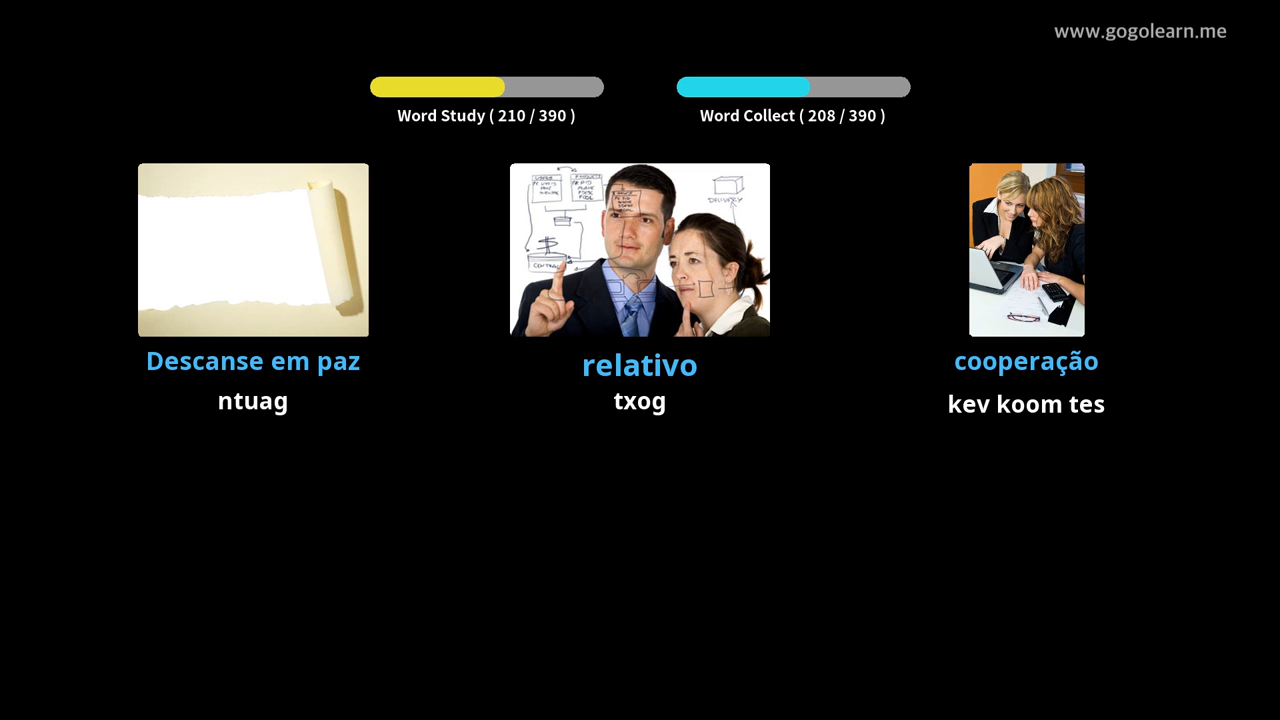 www.gogolearn.me
Word Study ( 210 / 390 )
Word Collect ( 208 / 390 )
DELIVERY
Descanse em paz
relativo
cooperação
ntuag
txog
kev koom tes